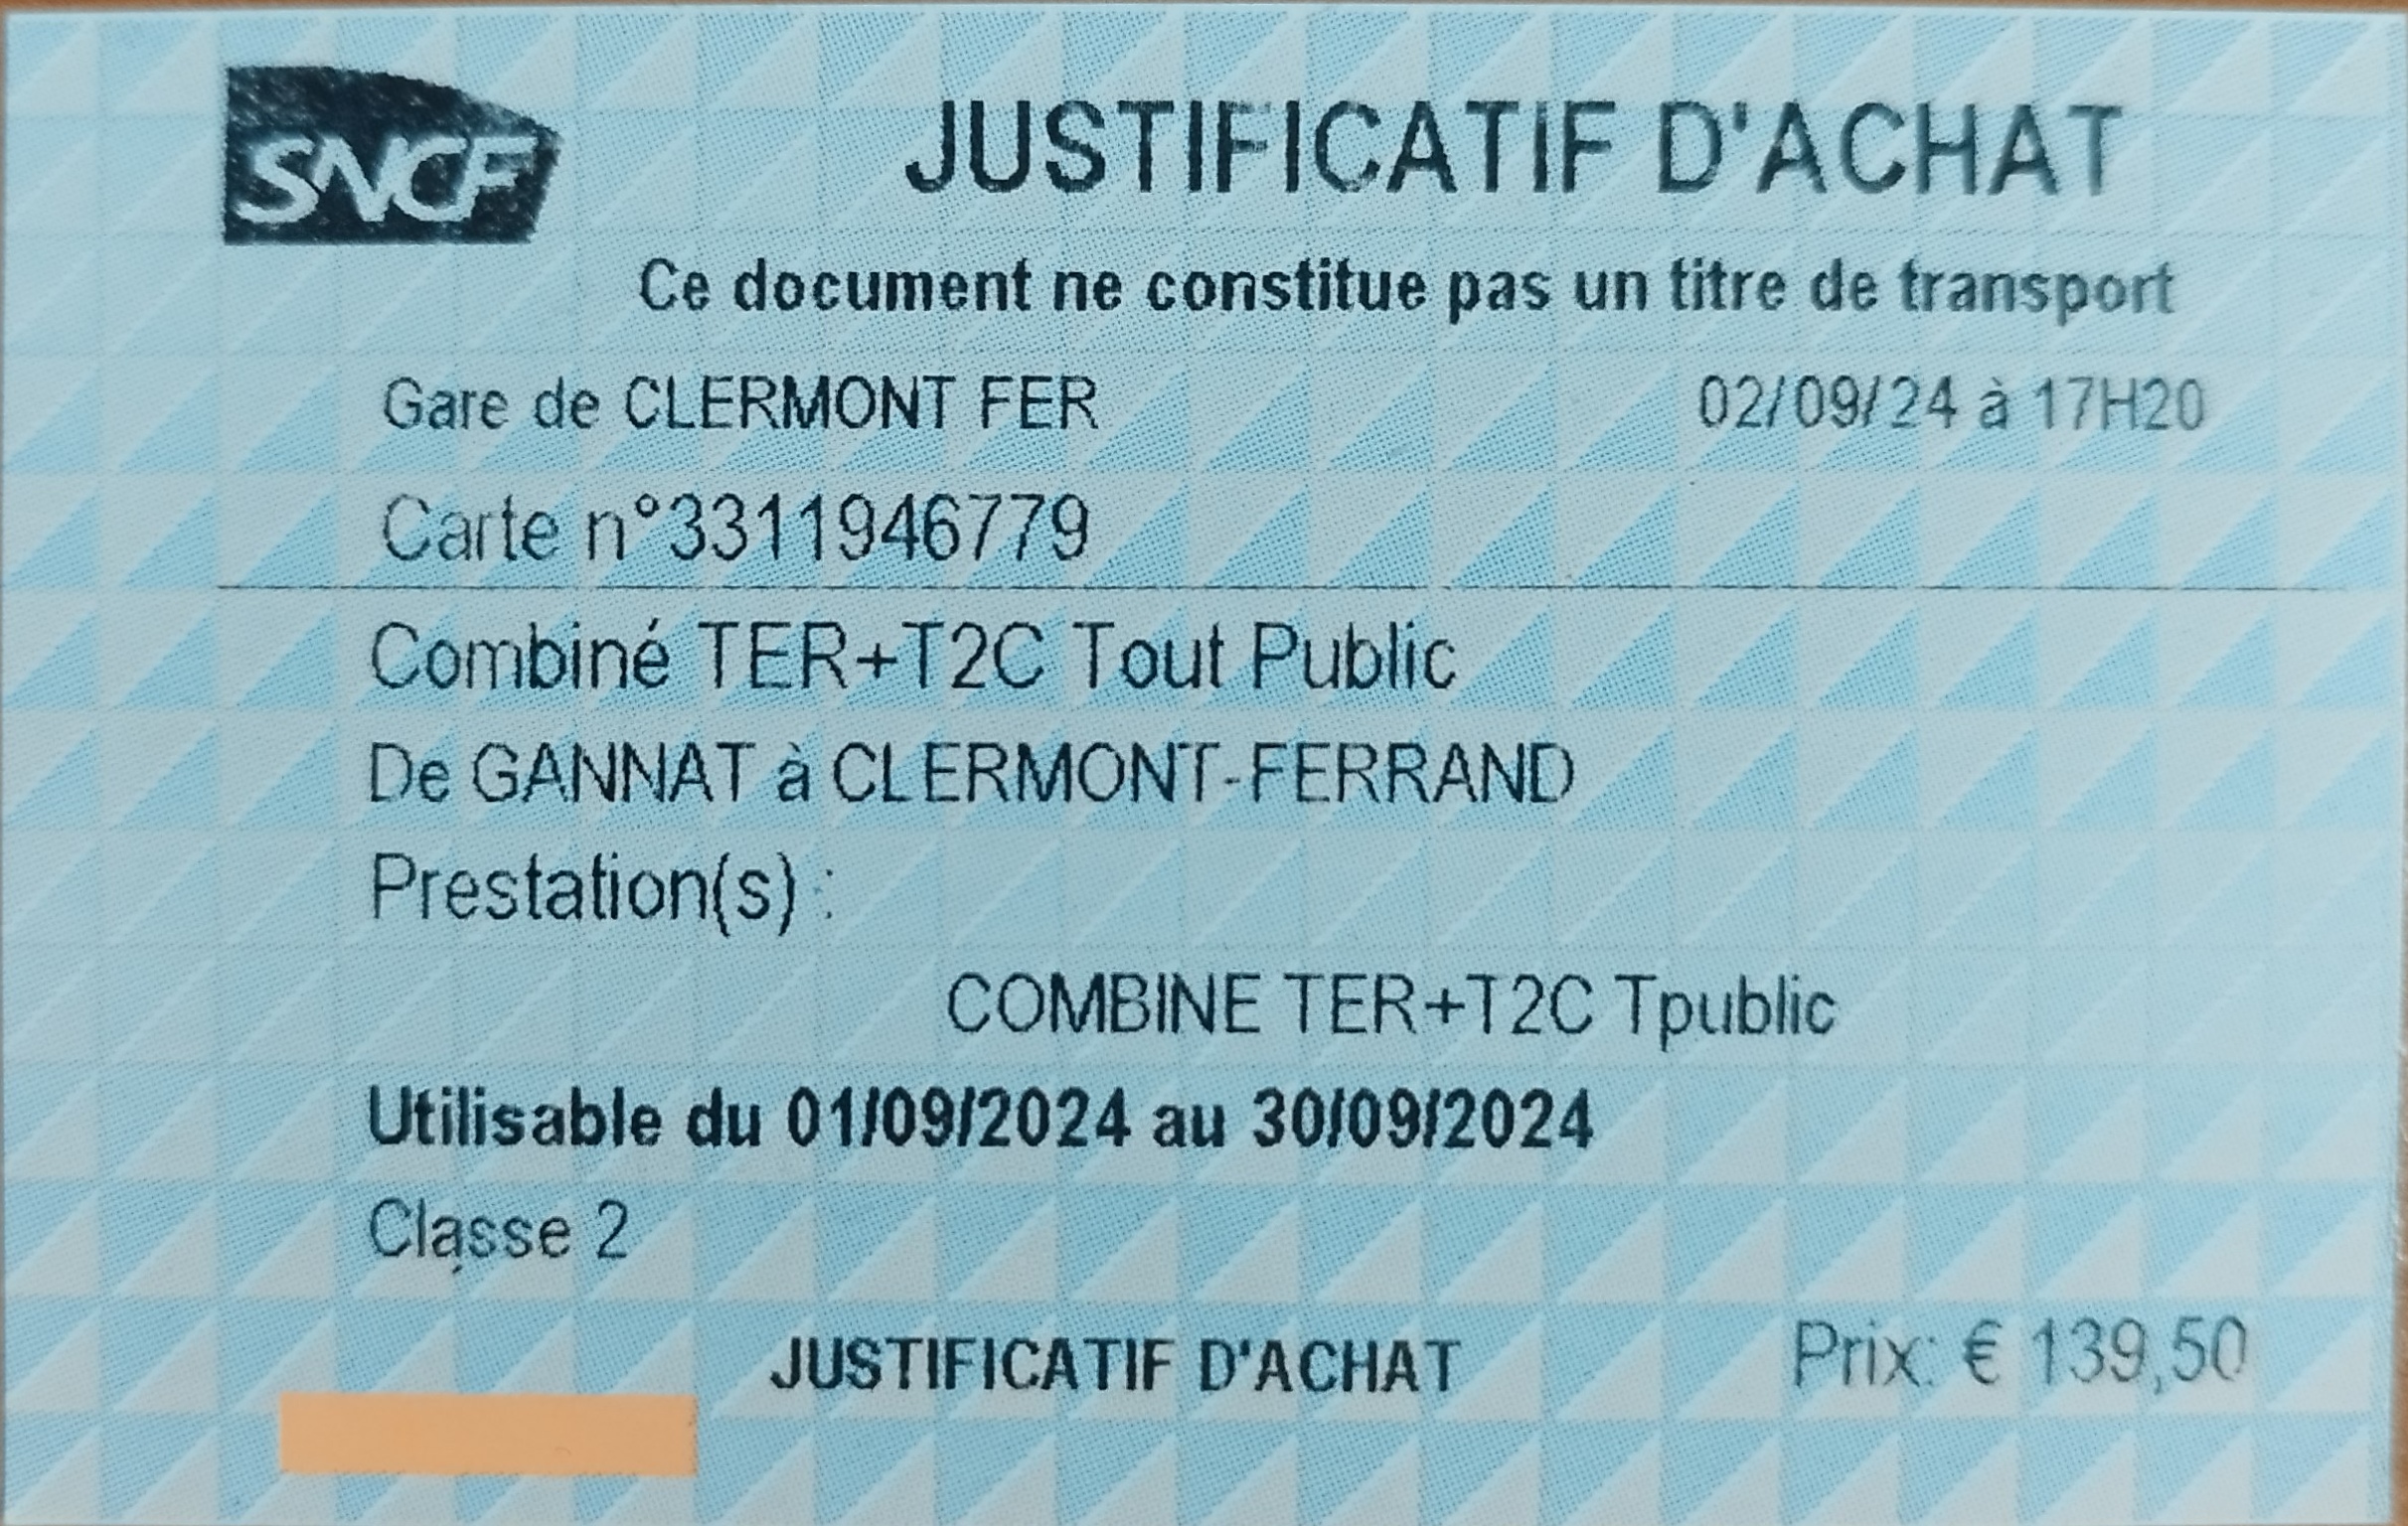 SNCF
JUSTIFICATIF D'ACHAT
Ce document ne constitue pas un titre de transport
Gare de CLERMONT FER 02/09/24 à 17H20
Carte n°3311946779
Combiné TER+T2C Tout Public
De GANNAT à CLERMONT-FERRAND
Prestation(s) :
COMBINE TER+T2C Tpublic
Utilisable du 01/09/2024 au 30/09/2024
Classe 2
JUSTIFICATIF D'ACHAT Prix: € 139,50